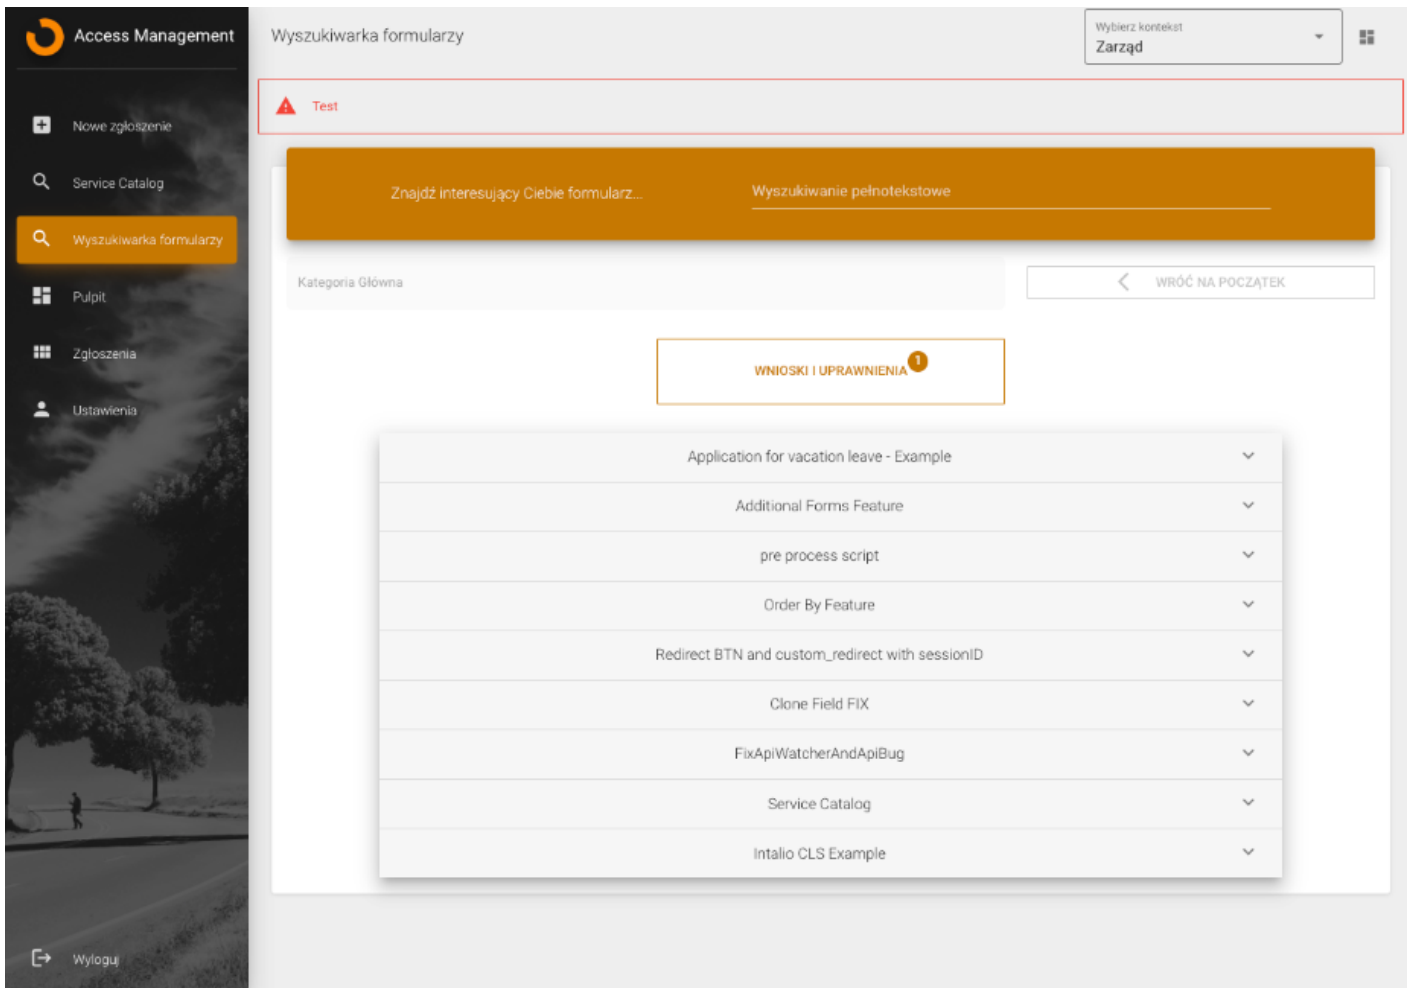 Access Management
Wyszukiwarka formularzy
Wybierz kontekst
Zarząd
Test
Nowe zgłoszenie
Service Catalog
Wyszukiwarka formularzy
Pulpit
Zgłoszenia
Ustawienia
Wyloguj
Znajdź interesujący Ciebie formularz...
Wyszukiwanie pełnotekstowe
Kategoria Główna
WRÓĆ NA POCZĄTEK
WNIOSKI I UPRAWNIENIA 1
Application for vacation leave - Example
Additional Forms Feature
pre process script
Order By Feature
Redirect BTN and custom_redirect with sessionID
Clone Field FIX
FixApiWatcherAndApiBug
Service Catalog
Intalio CLS Example